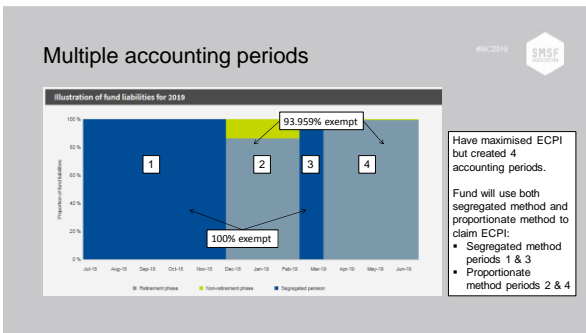 Multiple accounting periods
#NC2019
SMSF
ASSOCIATION
Illustration of fund liabilities for 2019
Proportion of fund liabilities
100 %
80 %
60 %
40 %
20 %
0 %
93.959% exempt
1
2
3
4
100% exempt
Jul-18 Aug-18 Sep-18 Oct-18 Nov-18 Dec-18 Jan-19 Feb-19 Mar-19 Apr-19 May-19 Jun-19
Retirement phase Non-retirement phase Segregated pension
Have maximised ECPI
but created 4
accounting periods.
Fund will use both
segregated method and
proportionate method to
claim ECPI:
▪ Segregated method
periods 1 & 3
▪ Proportionate
method periods 2 & 4